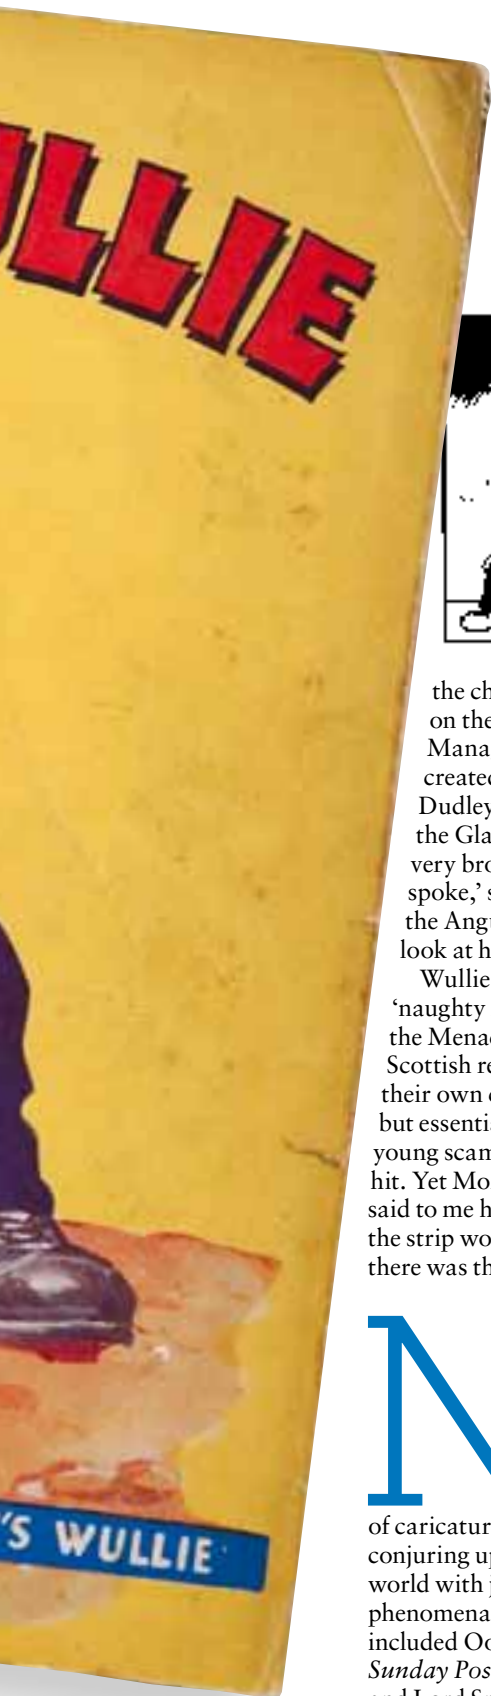 ULLIE
'S WULLIE
the ch
on the
Mana
created
Dudley
the Gla
very bro
spoke,' s
the Angu
look at h
Wullie
'naughty
the Menac
Scottish re
their own c
but essentia
young scam
hit. Yet Mo
said to me h
the strip wo
there was th
N
of caricatur
conjuring up
world with j
phenomena
included Oo
Sunday Pos